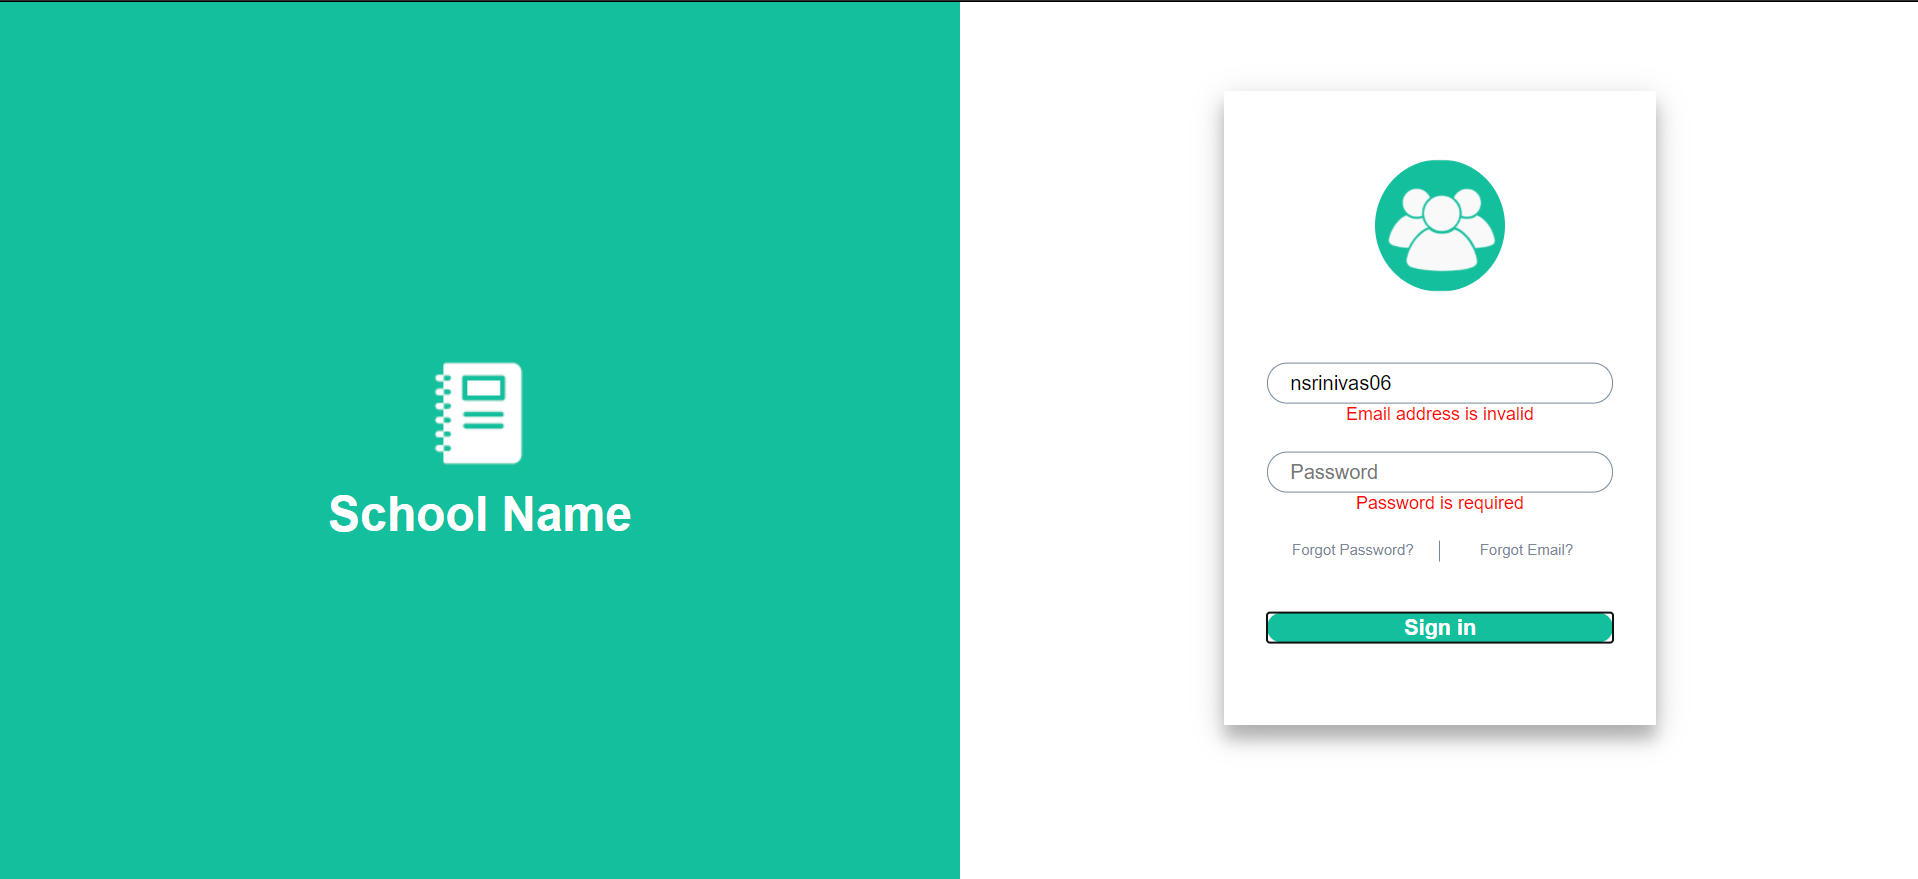 School Name
nsrinivas06
Email address is invalid
Password
Password is required
Forgot Password?
Forgot Email?
Sign in